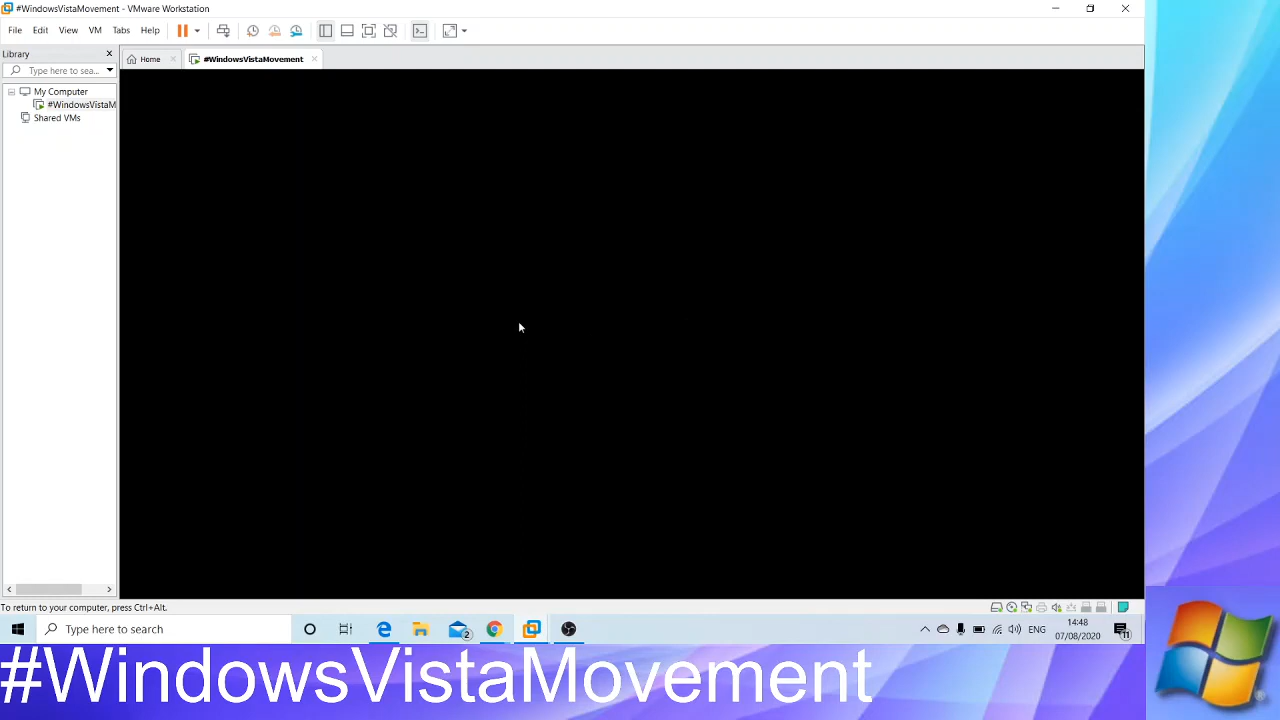 #WindowsVistaMovement - VMware Workstation
File Edit View VM Tabs Help
Library
Home
#WindowsVistaMovement
Type here to sea...
My Computer
#WindowsVistaM
Shared VMs
To return to your computer, press Ctrl+Alt.
Type here to search
2
ENG
14:48
07/08/2020
11
#WindowsVistaMovement